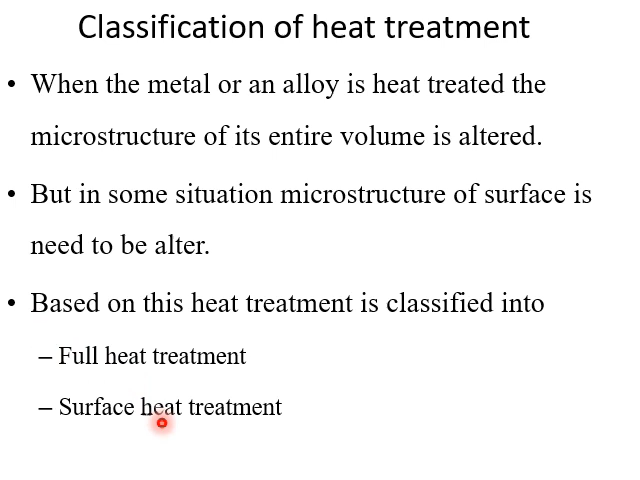 Classification of heat treatment
• When the metal or an alloy is heat treated the
microstructure of its entire volume is altered.
• But in some situation microstructure of surface is
need to be alter.
• Based on this heat treatment is classified into
– Full heat treatment
– Surface heat treatment